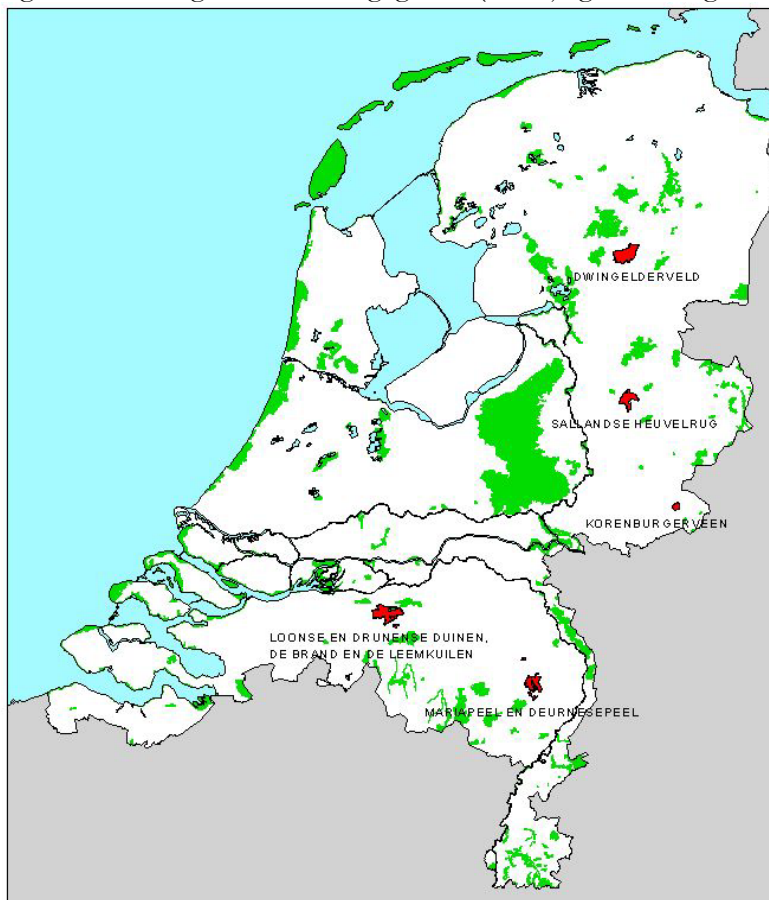 DWINGELDERVELD
SALLANDSE HEUVELRUG
KORENBURGERVEEN
LOONSE EN DRUNENSE DUINEN,
DE BRAND EN DE LEEMKUILEN
MARIAPEEL EN DEURNESEPEEL